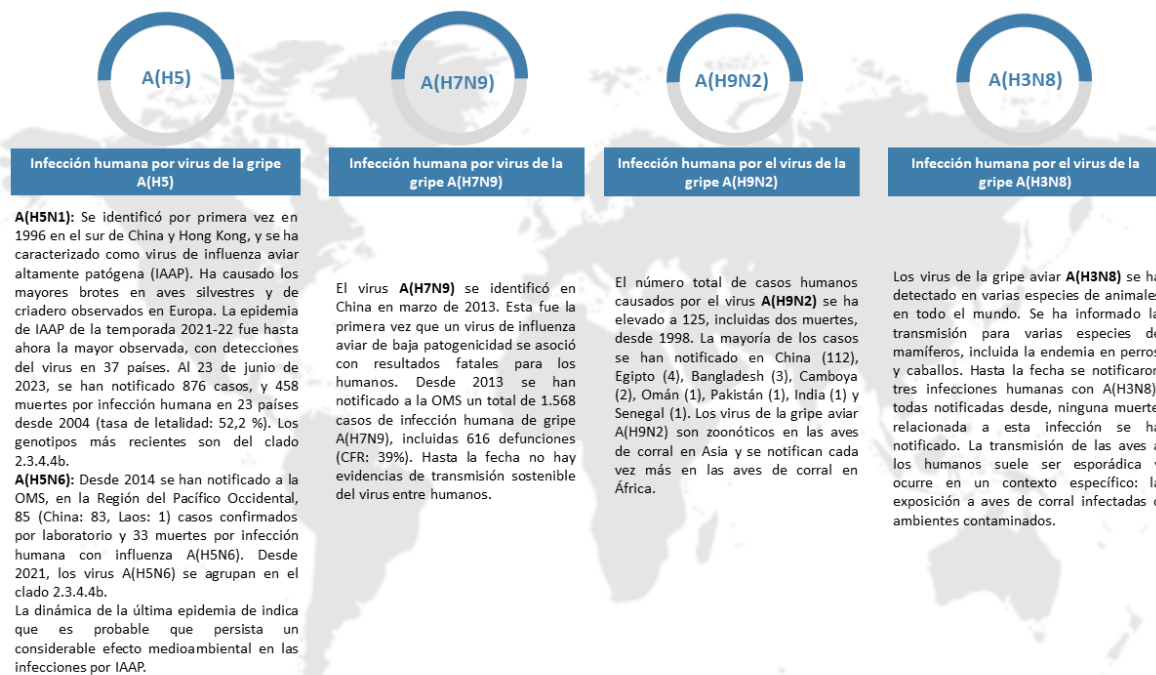 A(H5)
Infección humana por virus de la gripe
A(H5)
A(H5N1): Se identificó por primera vez en
1996 en el sur de China y Hong Kong, y se ha
caracterizado como virus de influenza aviar
altamente patógena (IAAP). Ha causado los
mayores brotes en aves silvestres y de
criadero observados en Europa. La epidemia
de IAAP de la temporada 2021-22 fue hasta
ahora la mayor observada, con detecciones
del virus en 37 países. Al 23 de junio de
2023, se han notificado 876 casos, y 458
muertes por infección humana en 23 países
desde 2004 (tasa de letalidad: 52,2 %). Los
genotipos más recientes son del clado
2.3.4.4b.
A(H5N6): Desde 2014 se han notificado a la
OMS, en la Región del Pacífico Occidental,
85 (China: 83, Laos: 1) casos confirmados
por laboratorio y 33 muertes por infección
humana con influenza A(H5N6). Desde
2021, los virus A(H5N6) se agrupan en el
clado 2.3.4.4b.
La dinámica de la última epidemia de indica
que es probable que persista un
considerable efecto medioambiental en las
infecciones por IAAP.
A(H7N9)
Infección humana por virus de la
gripe A(H7N9)
El virus A(H7N9) se identificó en
China en marzo de 2013. Esta fue la
primera vez que un virus de influenza
aviar de baja patogenicidad se asoció
con resultados fatales para los
humanos. Desde 2013 se han
notificado a la OMS un total de 1.568
casos de infección humana de gripe
A(H7N9), incluidas 616 defunciones
(CFR: 39%). Hasta la fecha no hay
evidencias de transmisión sostenible
del virus entre humanos.
A(H9N2)
Infección humana por el virus de la
gripe A(H9N2)
El número total de casos humanos
causados por el virus A(H9N2) se ha
elevado a 125, incluidas dos muertes,
desde 1998. La mayoría de los casos
se han notificado en China (112),
Egipto (4), Bangladesh (3), Camboya
(2), Omán (1), Pakistán (1), India (1) y
Senegal (1). Los virus de la gripe aviar
A(H9N2) son zoonóticos en las aves
de corral en Asia y se notifican cada
vez más en las aves de corral en
África.
A(H3N8)
Infección humana por el virus de la
gripe A(H3N8)
Los virus de la gripe aviar A(H3N8) se ha
detectado en varias especies de animales
en todo el mundo. Se ha informado la
transmisión para varias especies de
mamíferos, incluida la endemia en perros
y caballos. Hasta la fecha se notificaron
tres infecciones humanas con A(H3N8)
todas notificadas desde, ninguna muerte
relacionada a esta infección se ha
notificado. La transmisión de las aves a
los humanos suele ser esporádica y
ocurre en un contexto específico: la
exposición a aves de corral infectadas o
ambientes contaminados.